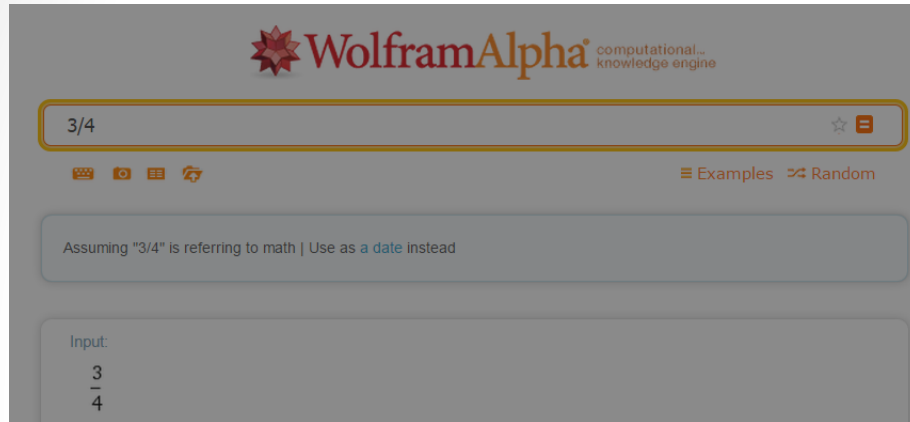 WolframAlpha computational... knowledge engine
3/4
Examples Random
Assuming "3/4" is referring to math | Use as a date instead
Input:
3
4